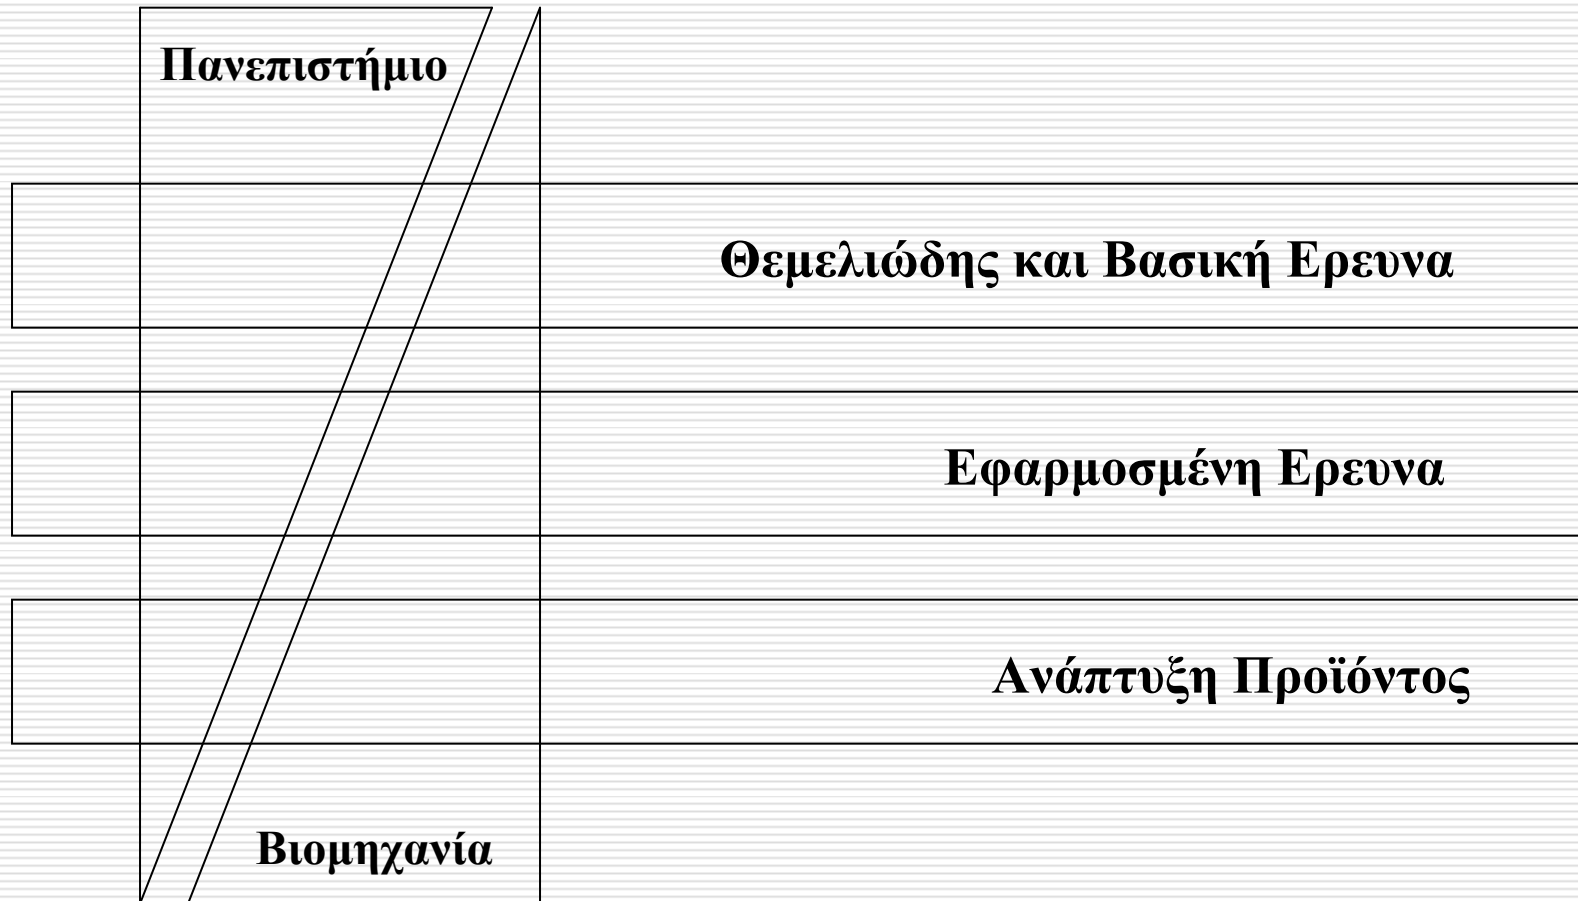 Πανεπιστήμιο
Θεμελιώδης και Βασική Ερευνα
Εφαρμοσμένη Ερευνα
Ανάπτυξη Προϊόντος
Βιομηχανία